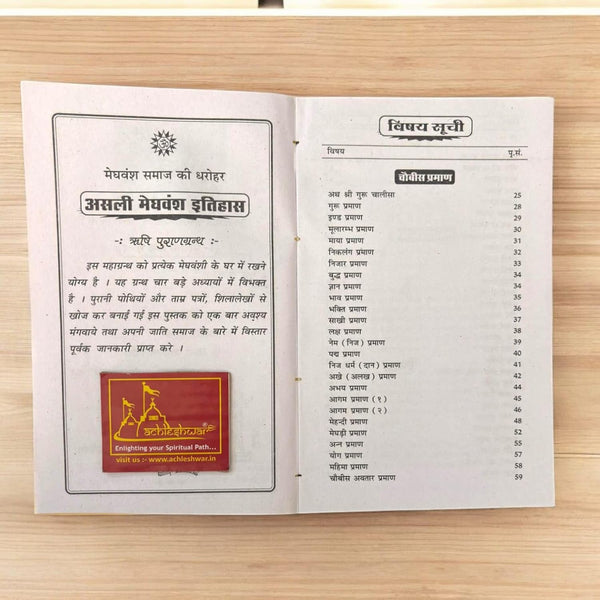 ॐ
मेघवंश समाज की धरोहर
असली मेघवंश इतिहास
-: ऋषि पुराणग्रन्थ :-
इस महाग्रन्थ को प्रत्येक मेघवंशी के घर में रखने
योग्य है । यह ग्रन्थ चार बड़े अध्यायों में विभक्त
है । पुरानी पोथियों और ताम्र पत्रों, शिलालेखों से
खोज कर बनाई गई इस पुस्तक को एक बार अवश्य
मंगवाये तथा अपनी जाति समाज के बारे में विस्तार
पूर्वक जानकारी प्राप्त करे ।
achleshwar
Enlighting your Spiritual Path...
visit us :- www.achleshwar.in
विषय सूची
विषय पृ.सं.
चौबीस प्रमाण
अथ श्री गुरू चालीसा 25
गुरू प्रमाण 28
इण्ड प्रमाण 29
मूलारम्भ प्रमाण 30
माया प्रमाण 31
निकलंग प्रमाण 32
निजार प्रमाण 33
बुद्ध प्रमाण 34
ज्ञान प्रमाण 34
भाव प्रमाण 35
भक्ति प्रमाण 36
साखी प्रमाण 37
लक्ष प्रमाण 38
नेम (निज) प्रमाण 39
पद्म प्रमाण 40
निज धर्म (दान) प्रमाण 41
अखे (अलख) प्रमाण 42
अभय प्रमाण 44
आगम प्रमाण (१) 45
आगम प्रमाण (२) 46
मेहन्दी प्रमाण 48
मेघड़ी प्रमाण 52
अन्न प्रमाण 55
योग प्रमाण 57
महिमा प्रमाण 58
चौबीस अवतार प्रमाण 59